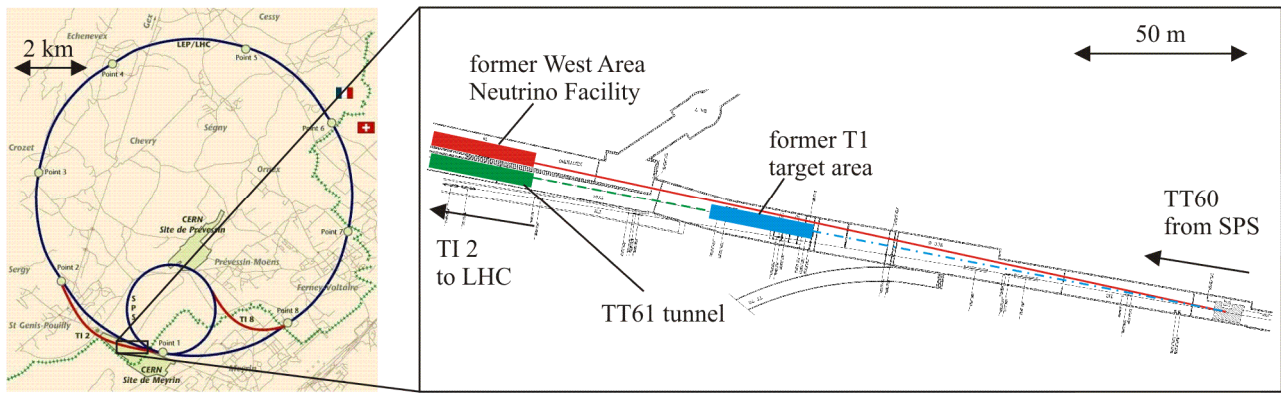 Cessy
Echenevex
Gex
2 km
LEP/LHC
Point 5
Point 4
Point 6
Ségny
Chevry
Crozet
Ornex
Point 3
CERN
Site de Prévessin
Point 7
Prévessin-Moens
Sergy
Point 2
Ferney-Voltaire
SPS
St Genis-Pouilly
TI 2
TI 8
Point 8
Point 1
Meyrin
CERN
Site de Meyrin
50 m
former West Area
Neutrino Facility
former T1
target area
TT60
from SPS
TI 2
to LHC
TT61 tunnel